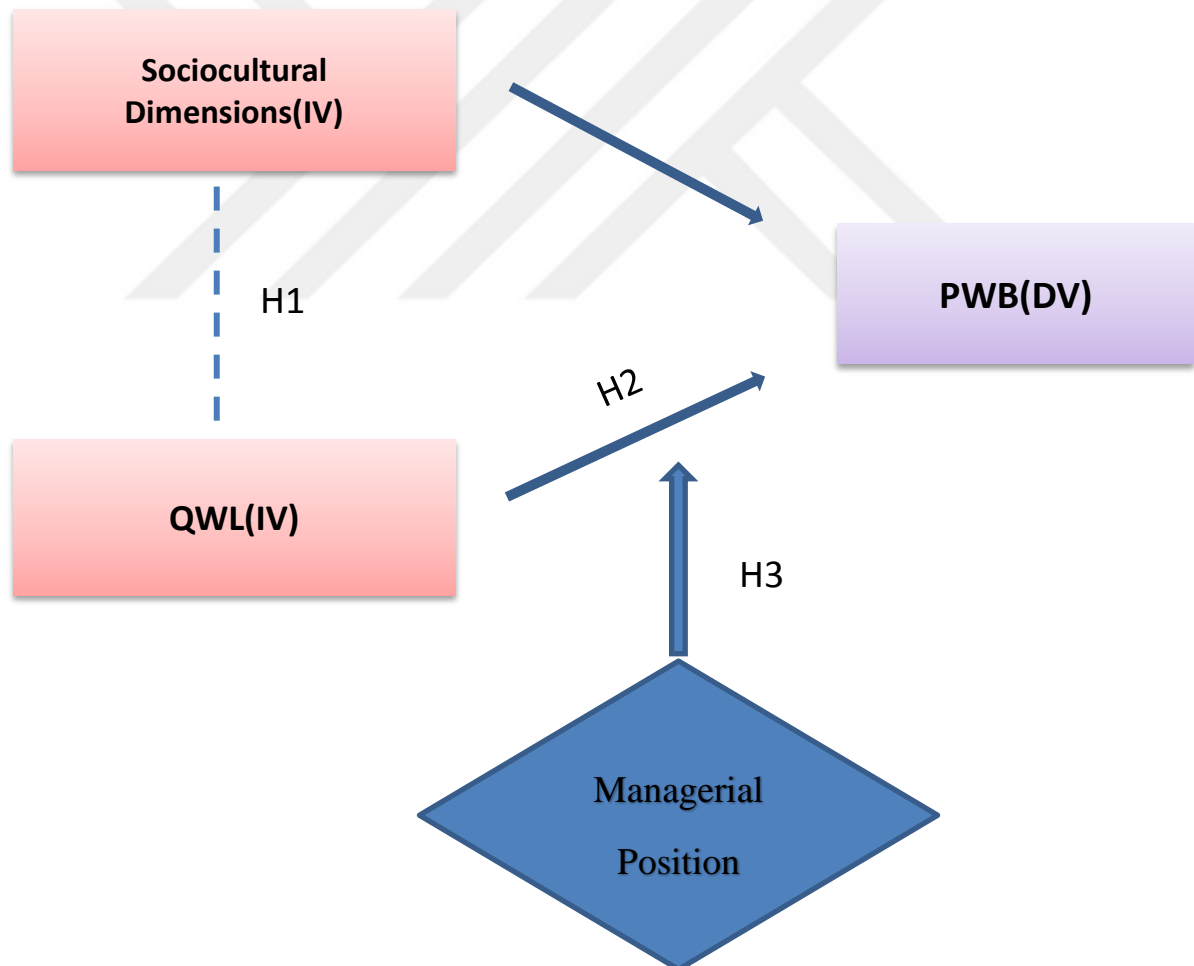 Sociocultural
Dimensions(IV)
H1
PWB(DV)
H2
QWL(IV)
H3
Managerial
Position